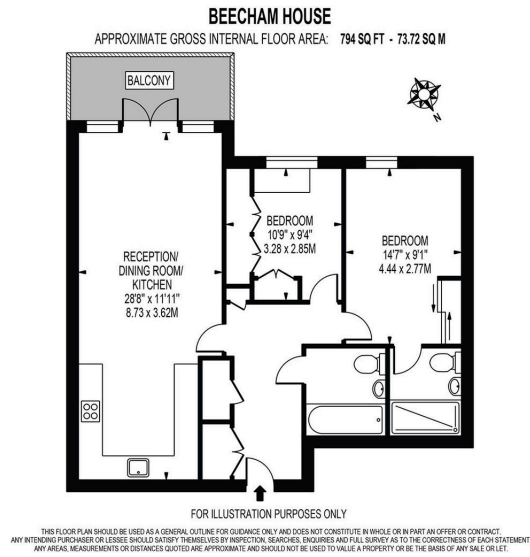 BEECHAM HOUSE
APPROXIMATE GROSS INTERNAL FLOOR AREA: 794 SQ FT - 73.72 SQ M
BALCONY
N
BEDROOM
10'9" x 9'4"
3.28 x 2.85M
BEDROOM
14'7" x 9'1"
4.44 x 2.77M
RECEPTION/
DINING ROOM/
KITCHEN
28'8" x 11'11"
8.73 x 3.62M
FOR ILLUSTRATION PURPOSES ONLY
THIS FLOOR PLAN SHOULD BE USED AS A GENERAL OUTLINE FOR GUIDANCE ONLY AND DOES NOT CONSTITUTE IN WHOLE OR IN PART AN OFFER OR CONTRACT.
ANY INTENDING PURCHASER OR LESSEE SHOULD SATISFY THEMSELVES BY INSPECTION, SEARCHES, ENQUIRIES AND FULL SURVEY AS TO THE CORRECTNESS OF EACH STATEMENT
ANY AREAS, MEASUREMENTS OR DISTANCES QUOTED ARE APPROXIMATE AND SHOULD NOT BE USED TO VALUE A PROPERTY OR BE THE BASIS OF ANY SALE OR LET.